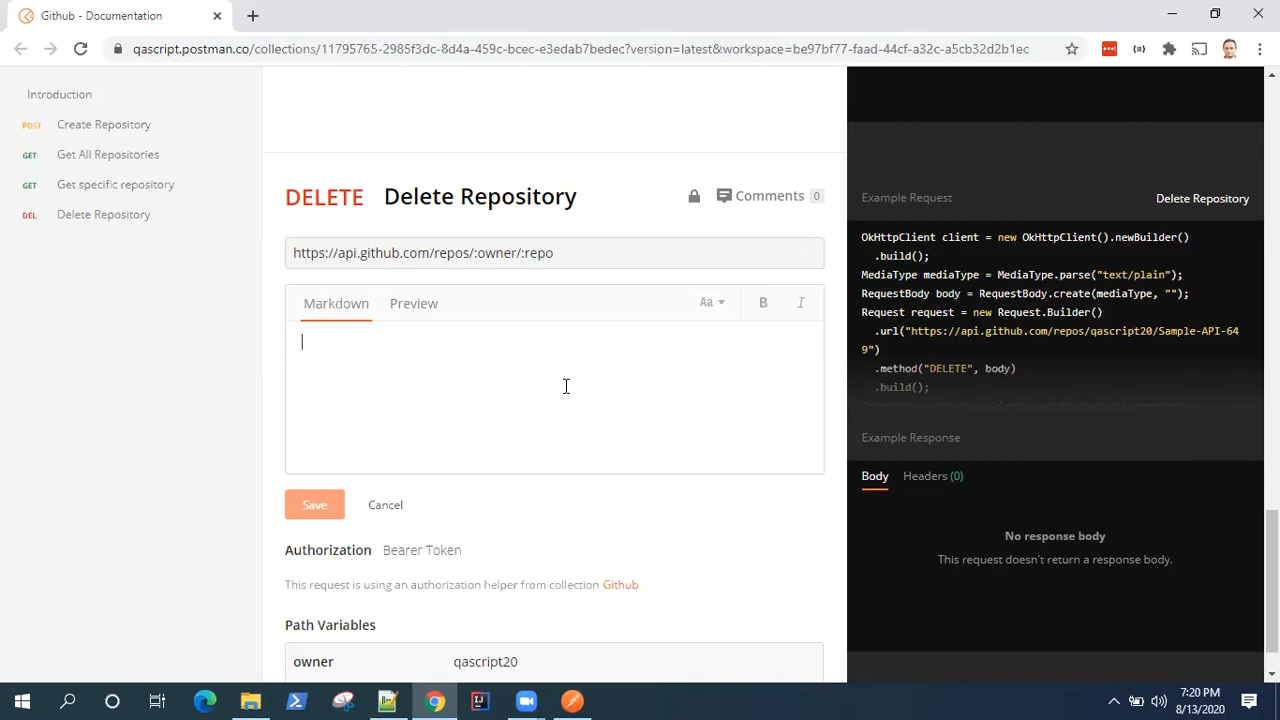 Github - Documentation
qascript.postman.co/collections/11795765-2985f3dc-8d4a-459c-bcec-e3edab7bedec?version=latest&workspace=be97bf77-faad-44cf-a32c-a5cb32d2b1ec
Introduction
POST Create Repository
GET Get All Repositories
GET Get specific repository
DEL Delete Repository
DELETE Delete Repository
Comments 0
https://api.github.com/repos/:owner/:repo
Markdown Preview Aa B I
Save Cancel
Authorization Bearer Token
This request is using an authorization helper from collection Github
Path Variables
owner qascript20
Example Request Delete Repository
OkHttpClient client = new OkHttpClient().newBuilder()
.build();
MediaType mediaType = MediaType.parse("text/plain");
RequestBody body = RequestBody.create(mediaType, "");
Request request = new Request.Builder()
.url("https://api.github.com/repos/qascript20/Sample-API-64
9")
.method("DELETE", body)
.build();
Example Response
Body Headers (0)
No response body
This request doesn't return a response body.
7:20 PM
8/13/2020